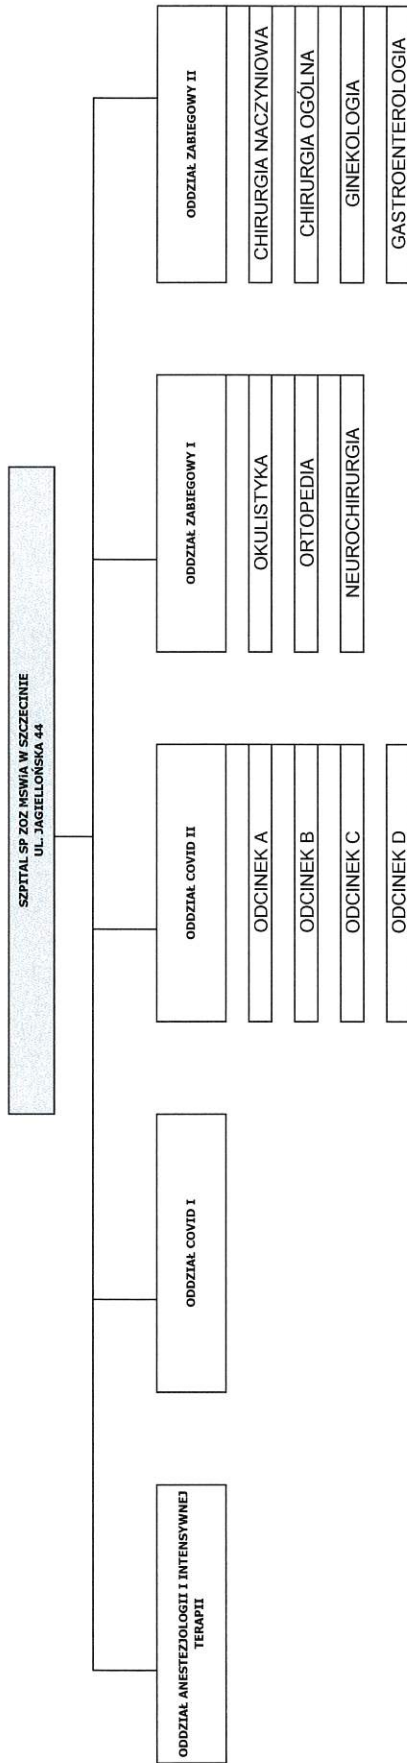 SZPITAL SP ZOZ MSWiA W SZCZECINIE
UL. JAGIELLOŃSKA 44
ODDZIAŁ ANESTEZJOLOGII I INTENSYWNEJ
TERAPII
ODDZIAŁ COVID I
ODDZIAŁ COVID II
ODCINEK A
ODCINEK B
ODCINEK C
ODCINEK D
ODDZIAŁ ZABIEGOWY I
OKULISTYKA
ORTOPEDIA
NEUROCHIRURGIA
ODDZIAŁ ZABIEGOWY II
CHIRURGIA NACZYNIOWA
CHIRURGIA OGÓLNA
GINEKOLOGIA
GASTROENTEROLOGIA